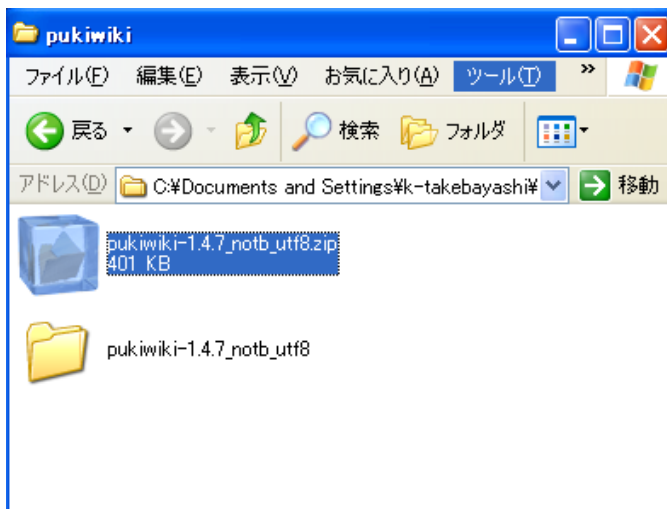 pukiwiki
ファイル(F) 編集(E) 表示(V) お気に入り(A) ツール(T) »
戻る 検索 フォルダ
アドレス(D) C:¥Documents and Settings¥k-takebayashi¥ 移動
pukiwiki-1.4.7_notb_utf8.zip
401 KB
pukiwiki-1.4.7_notb_utf8